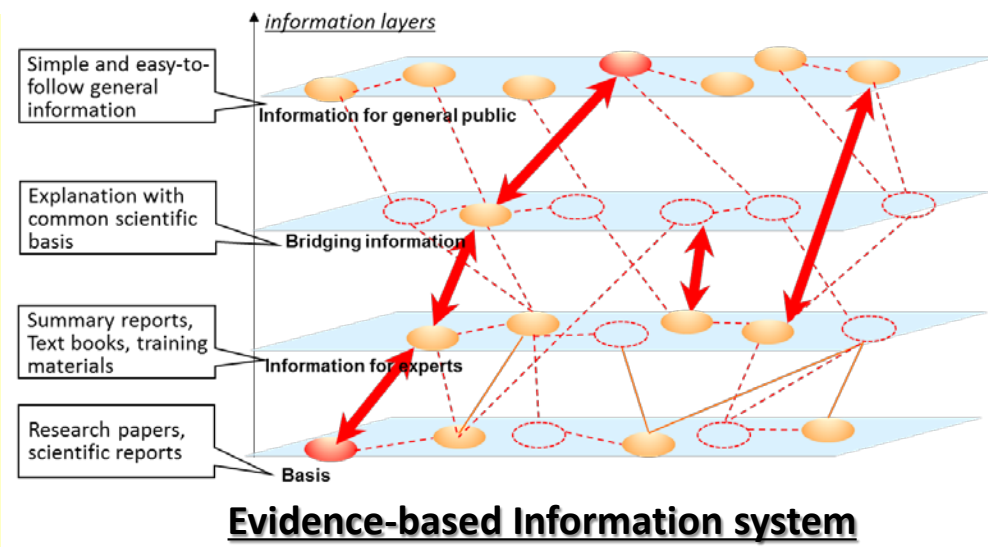 information layers
Simple and easy-to-
follow general
information
Information for general public
Explanation with
common scientific
basis
Bridging information
Summary reports,
Text books, training
materials
Information for experts
Research papers,
scientific reports
Basis
Evidence-based Information system